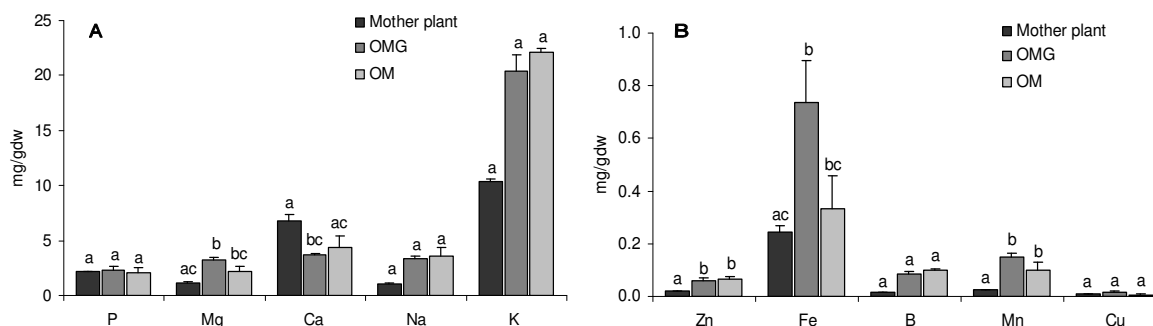 A
Mother plant
OMG
OM
mg/gdw
25
20
15
10
5
0
a a a
ac b bc
a bc ac
a a a
a a a
P Mg Ca Na K
B
Mother plant
OMG
OM
mg/gdw
1.0
0.8
0.6
0.4
0.2
0.0
a b b
ac b bc
a a a
a b b
a a a
Zn Fe B Mn Cu